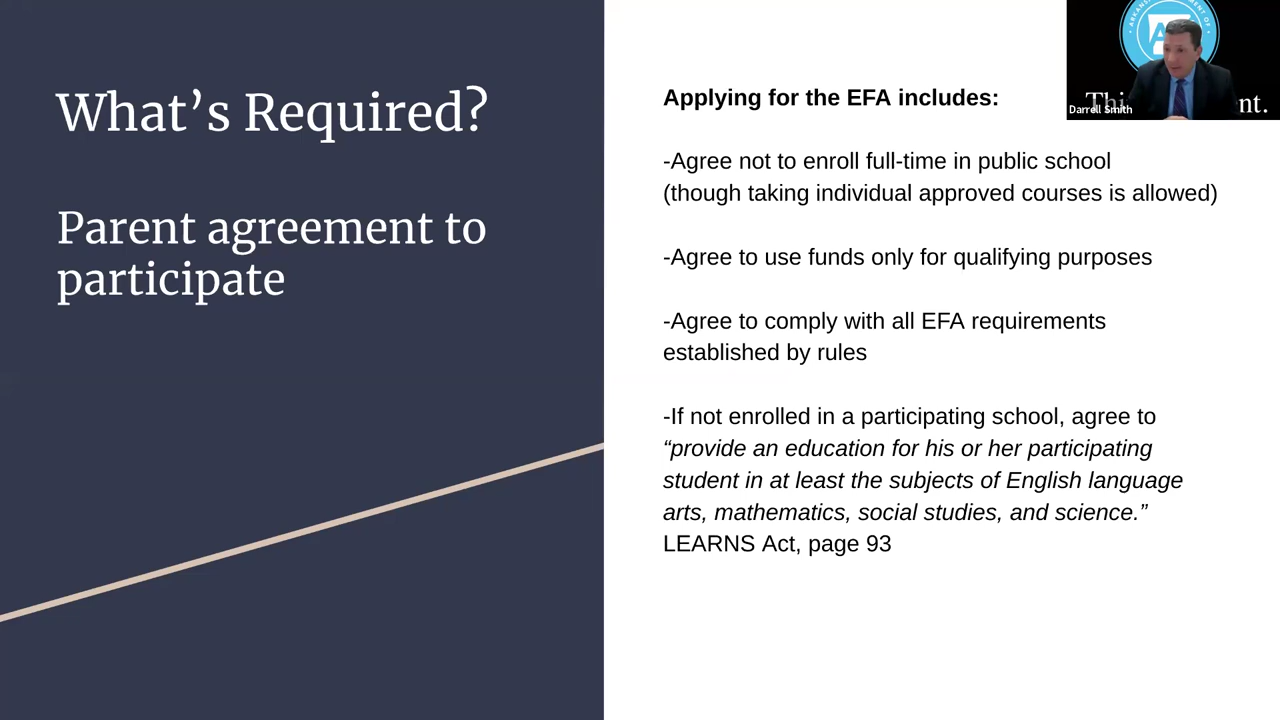 What’s Required?
Parent agreement to
participate
Applying for the EFA includes:
-Agree not to enroll full-time in public school
(though taking individual approved courses is allowed)
-Agree to use funds only for qualifying purposes
-Agree to comply with all EFA requirements
established by rules
-If not enrolled in a participating school, agree to
“provide an education for his or her participating
student in at least the subjects of English language
arts, mathematics, social studies, and science.”
LEARNS Act, page 93
Darrell Smith